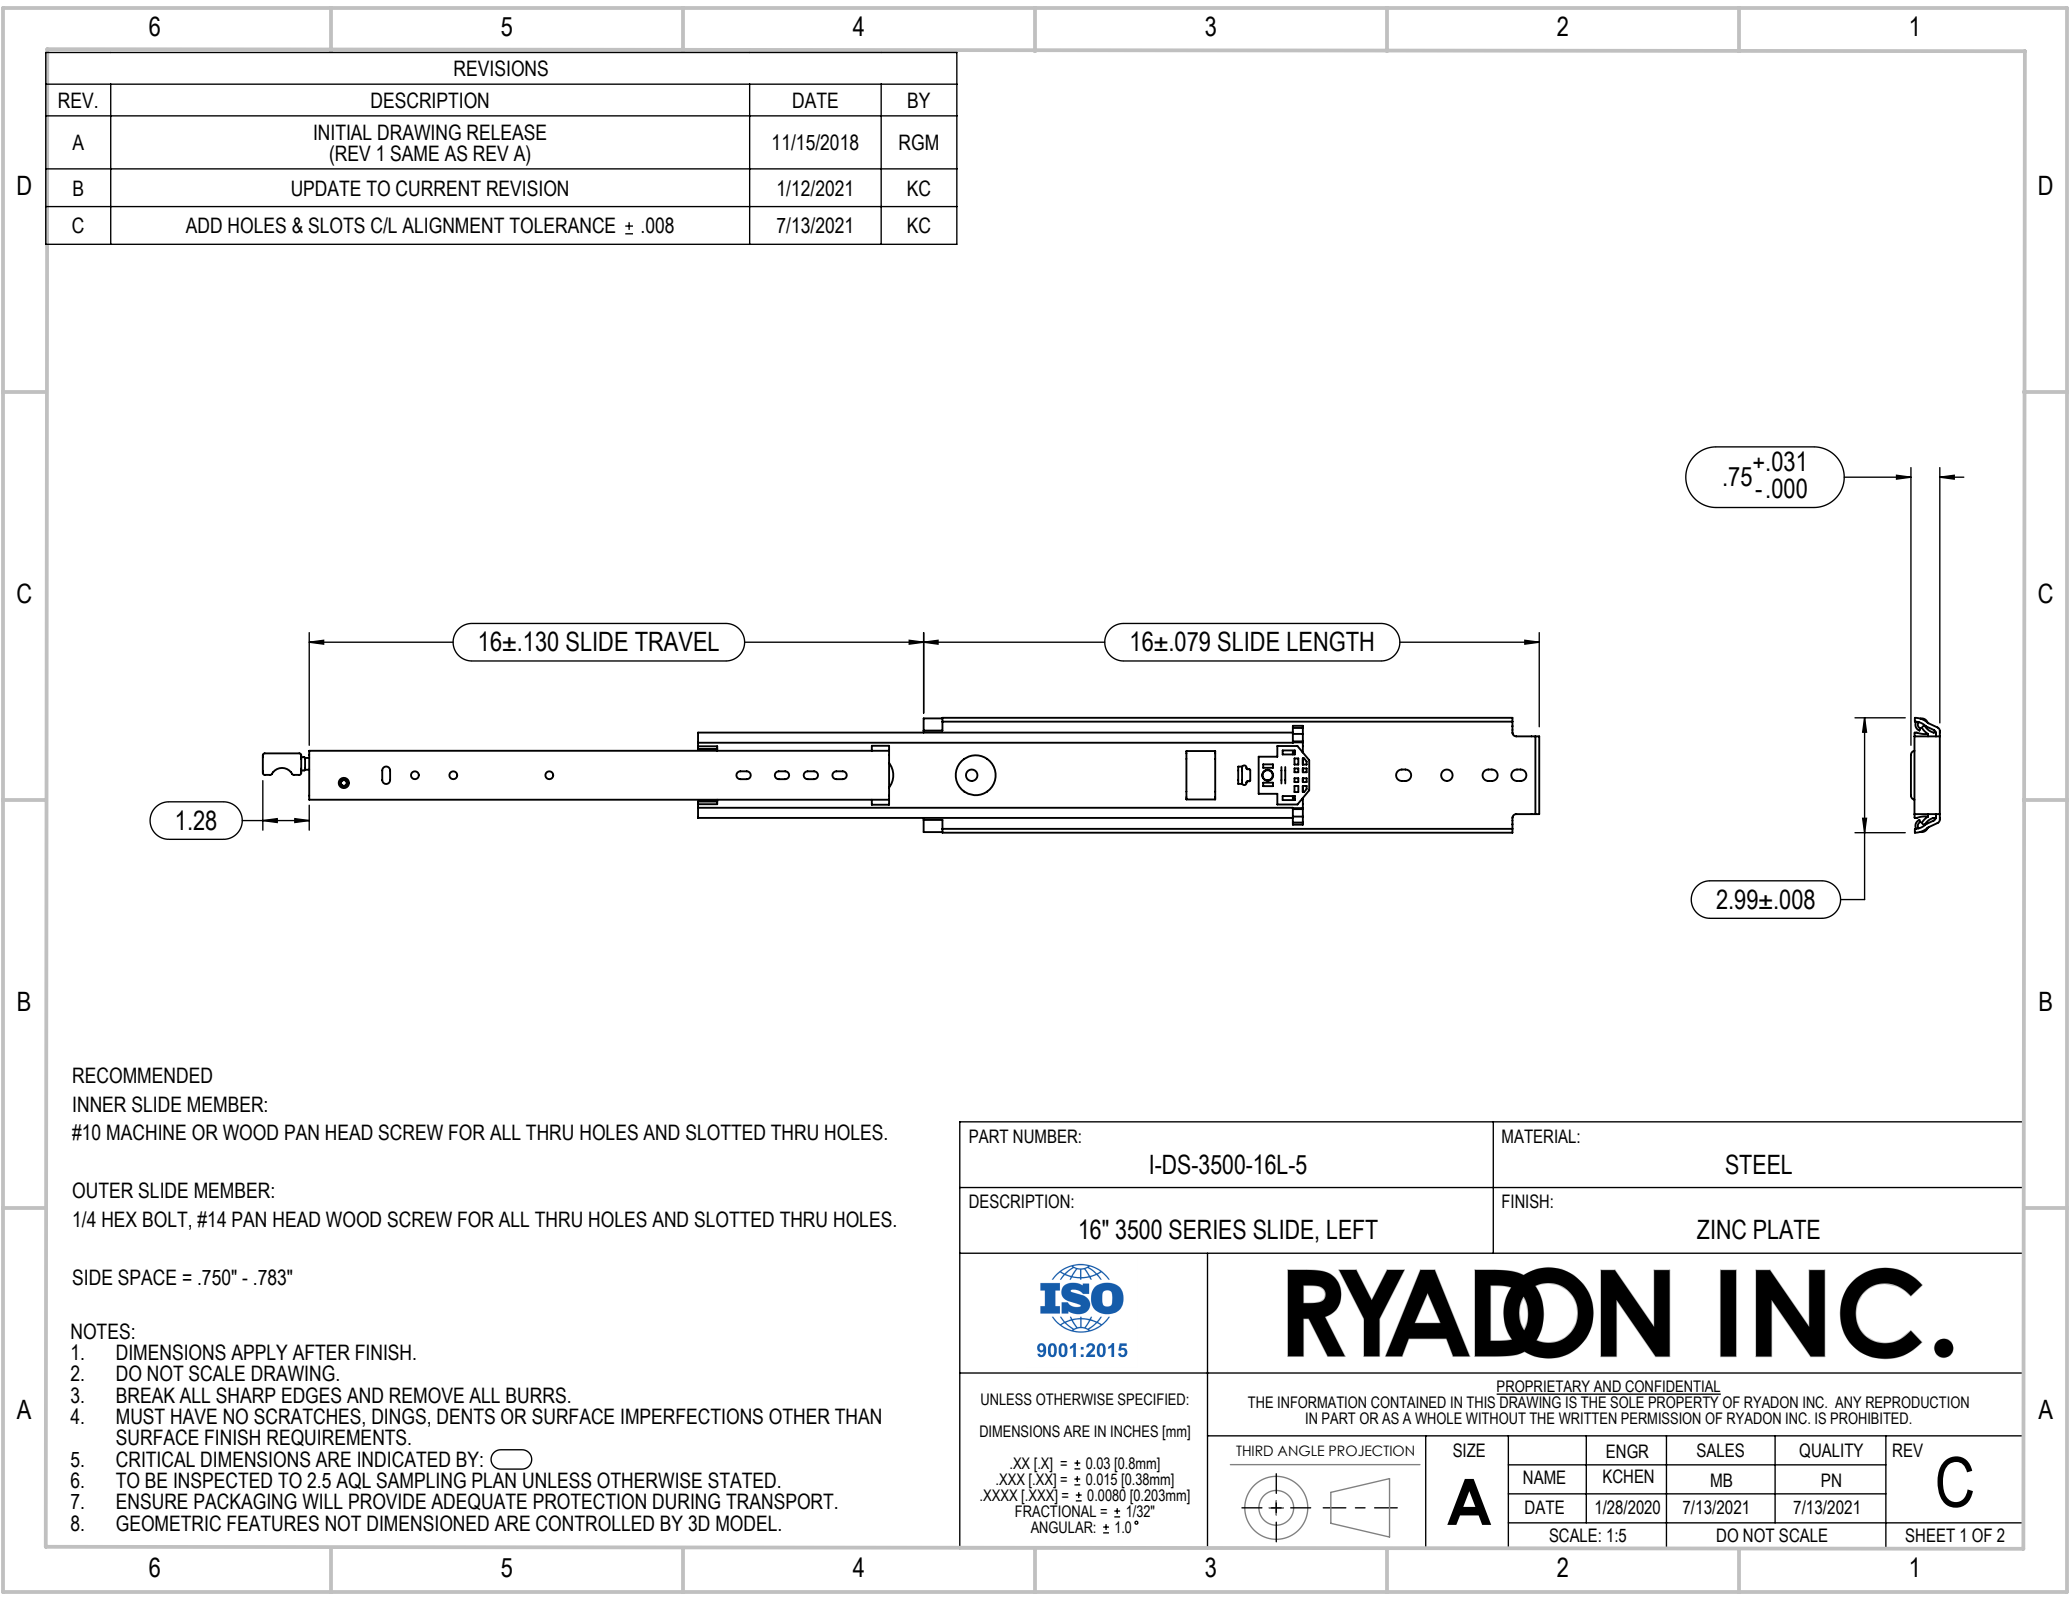 6 5 4 3 2 1
REVISIONS
REV. DESCRIPTION DATE BY
A INITIAL DRAWING RELEASE 11/15/2018 RGM
(REV 1 SAME AS REV A)
D B UPDATE TO CURRENT REVISION 1/12/2021 KC D
C ADD HOLES & SLOTS C/L ALIGNMENT TOLERANCE ± .008 7/13/2021 KC
.75 +.031
-.000
C C
16±.130 SLIDE TRAVEL 16±.079 SLIDE LENGTH
1.28
2.99±.008
B B
RECOMMENDED
INNER SLIDE MEMBER:
#10 MACHINE OR WOOD PAN HEAD SCREW FOR ALL THRU HOLES AND SLOTTED THRU HOLES.
OUTER SLIDE MEMBER:
1/4 HEX BOLT, #14 PAN HEAD WOOD SCREW FOR ALL THRU HOLES AND SLOTTED THRU HOLES.
SIDE SPACE = .750" - .783"
NOTES:
1. DIMENSIONS APPLY AFTER FINISH.
2. DO NOT SCALE DRAWING.
3. BREAK ALL SHARP EDGES AND REMOVE ALL BURRS.
4. MUST HAVE NO SCRATCHES, DINGS, DENTS OR SURFACE IMPERFECTIONS OTHER THAN
SURFACE FINISH REQUIREMENTS.
5. CRITICAL DIMENSIONS ARE INDICATED BY:
6. TO BE INSPECTED TO 2.5 AQL SAMPLING PLAN UNLESS OTHERWISE STATED.
7. ENSURE PACKAGING WILL PROVIDE ADEQUATE PROTECTION DURING TRANSPORT.
8. GEOMETRIC FEATURES NOT DIMENSIONED ARE CONTROLLED BY 3D MODEL.
PART NUMBER: MATERIAL:
I-DS-3500-16L-5 STEEL
DESCRIPTION: FINISH:
16" 3500 SERIES SLIDE, LEFT ZINC PLATE
ISO
9001:2015
RYADON INC.
A A
UNLESS OTHERWISE SPECIFIED:
DIMENSIONS ARE IN INCHES [mm]
.XX [.X] = ± 0.03 [0.8mm]
.XXX [.XX] = ± 0.015 [0.38mm]
.XXXX [.XXX] = ± 0.0080 [0.203mm]
FRACTIONAL = ± 1/32"
ANGULAR: ± 1.0°
PROPRIETARY AND CONFIDENTIAL
THE INFORMATION CONTAINED IN THIS DRAWING IS THE SOLE PROPERTY OF RYADON INC. ANY REPRODUCTION
IN PART OR AS A WHOLE WITHOUT THE WRITTEN PERMISSION OF RYADON INC. IS PROHIBITED.
THIRD ANGLE PROJECTION
SIZE
A
ENGR SALES QUALITY
NAME KCHEN MB PN
DATE 1/28/2020 7/13/2021 7/13/2021
SCALE: 1:5 DO NOT SCALE
REV
C
SHEET 1 OF 2
6 5 4 3 2 1